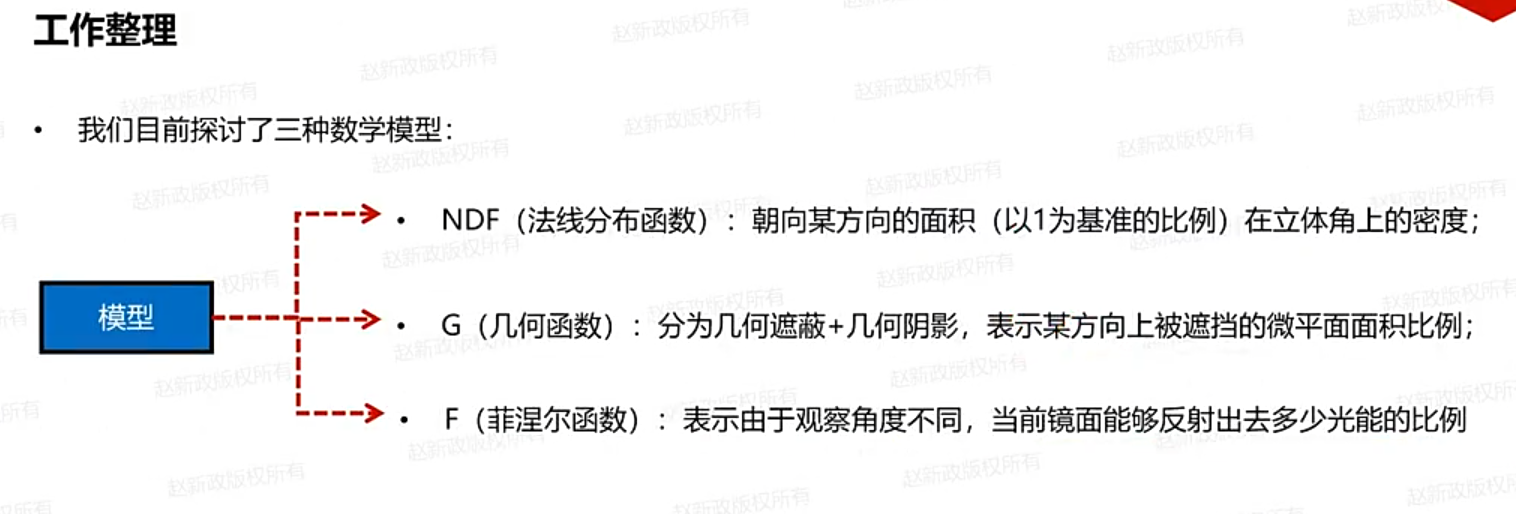 工作整理
• 我们目前探讨了三种数学模型：
• NDF（法线分布函数）：朝向某方向的面积（以1为基准的比例）在立体角上的密度；
模型
• G（几何函数）：分为几何遮蔽+几何阴影，表示某方向上被遮挡的微平面面积比例；
• F（菲涅尔函数）：表示由于观察角度不同，当前镜面能够反射出去多少光能的比例
赵新政版权所有